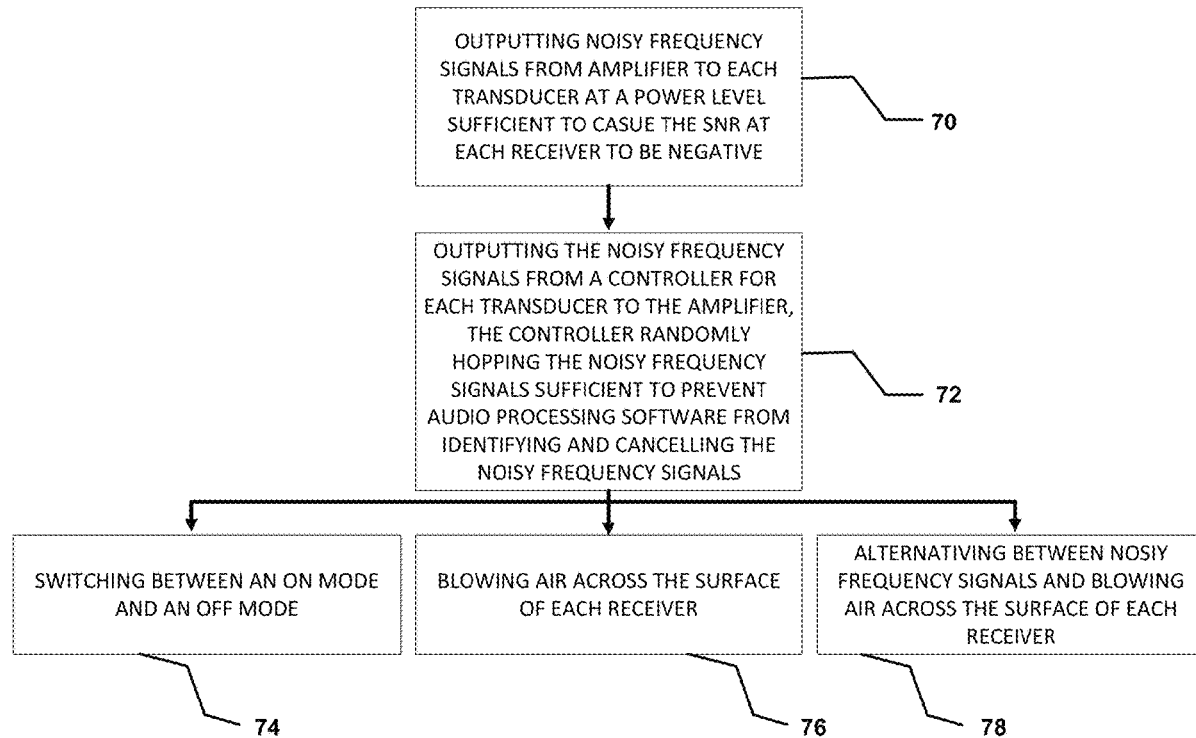 OUTPUTTING NOISY FREQUENCY
SIGNALS FROM AMPLIFIER TO EACH
TRANSDUCER AT A POWER LEVEL
SUFFICIENT TO CASUE THE SNR AT
EACH RECEIVER TO BE NEGATIVE
70
OUTPUTTING THE NOISY FREQUENCY
SIGNALS FROM A CONTROLLER FOR
EACH TRANSDUCER TO THE AMPLIFIER,
THE CONTROLLER RANDOMLY
HOPPING THE NOISY FREQUENCY
SIGNALS SUFFICIENT TO PREVENT
AUDIO PROCESSING SOFTWARE FROM
IDENTIFYING AND CANCELLING THE
NOISY FREQUENCY SIGNALS
72
SWITCHING BETWEEN AN ON MODE
AND AN OFF MODE
74
BLOWING AIR ACROSS THE SURFACE
OF EACH RECEIVER
76
ALTERNATIVING BETWEEN NOSIY
FREQUENCY SIGNALS AND BLOWING
AIR ACROSS THE SURFACE OF EACH
RECEIVER
78